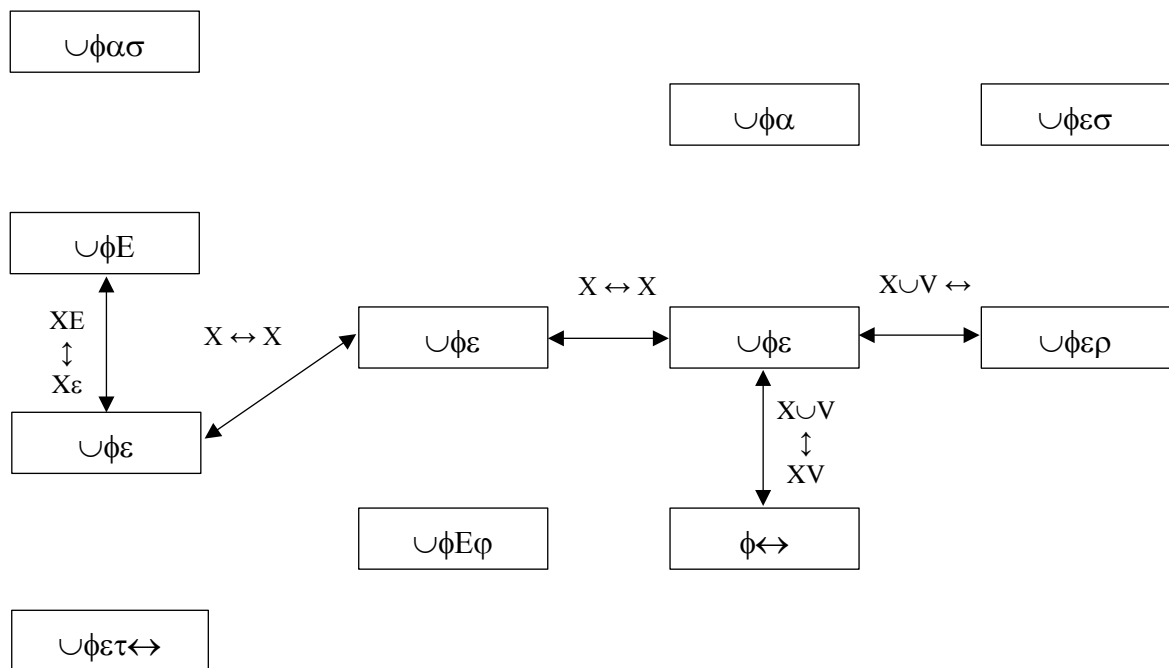 ∪ϕασ
∪ϕα
∪ϕεσ
∪ϕE
X∪V ↔
X ↔ X
XE
↕
Xε
X ↔ X
∪ϕε
∪ϕε
∪ϕερ
X∪V
↕
XV
∪ϕε
∪ϕEφ
ϕ↔
∪ϕετ↔